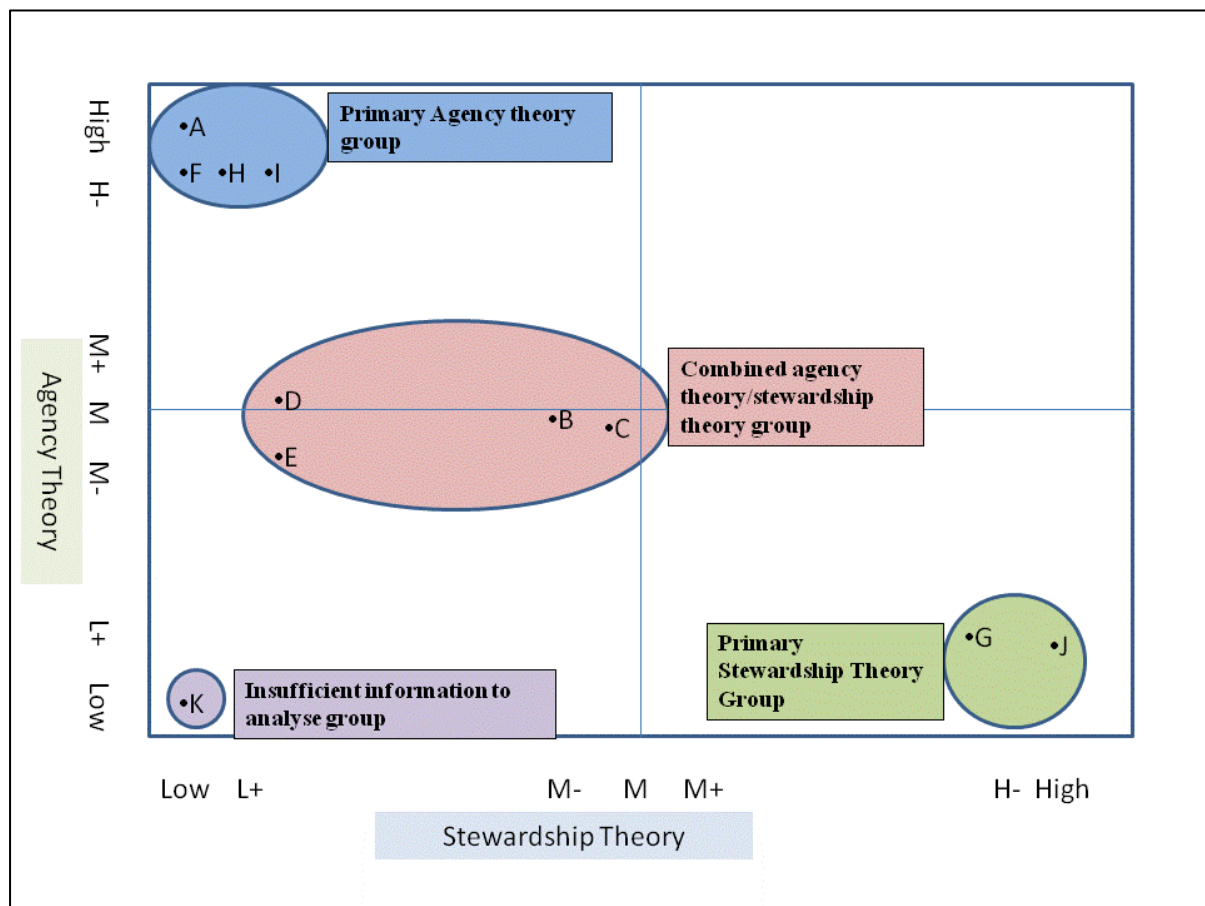 High
H-
M+
M
M-
L+
Low
Agency Theory
A
F
H
I
Primary Agency theory
group
D
E
B
C
Combined agency
theory/stewardship
theory group
K
Insufficient information to
analyse group
Primary
Stewardship Theory
Group
G
J
Low
L+
M-
M
M+
H-
High
Stewardship Theory